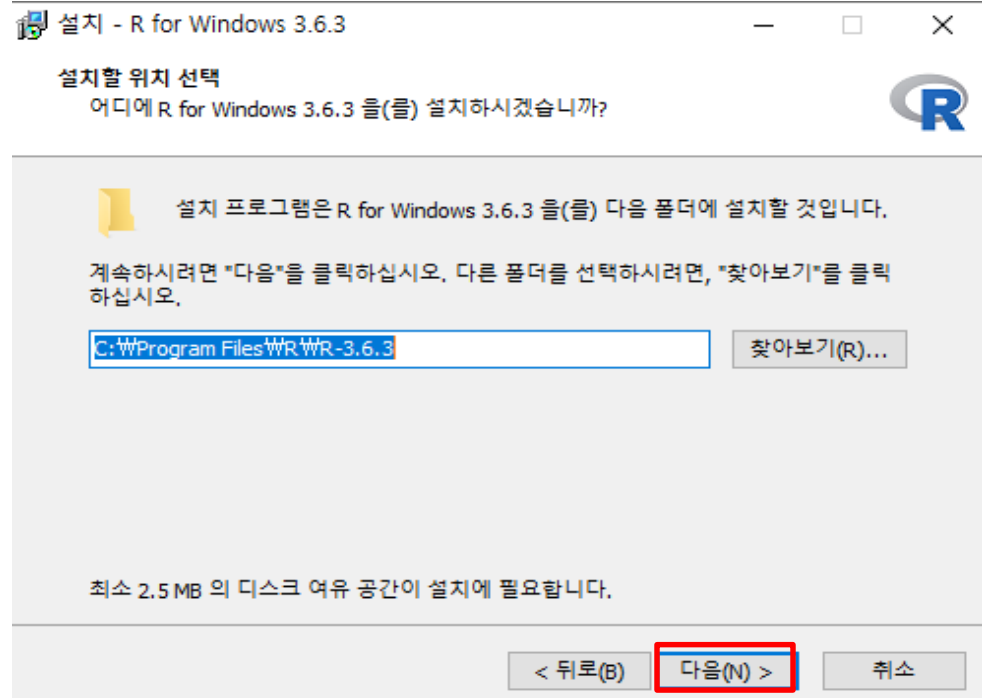 설치 - R for Windows 3.6.3
설치할 위치 선택
어디에 R for Windows 3.6.3 을(를) 설치하시겠습니까?
R
설치 프로그램은 R for Windows 3.6.3 을(를) 다음 폴더에 설치할 것입니다.
계속하시려면 "다음"을 클릭하십시오. 다른 폴더를 선택하시려면, "찾아보기"를 클릭
하십시오.
C:₩Program Files₩R₩R-3.6.3
찾아보기(R)...
최소 2.5 MB 의 디스크 여유 공간이 설치에 필요합니다.
< 뒤로(B)
다음(N) >
취소